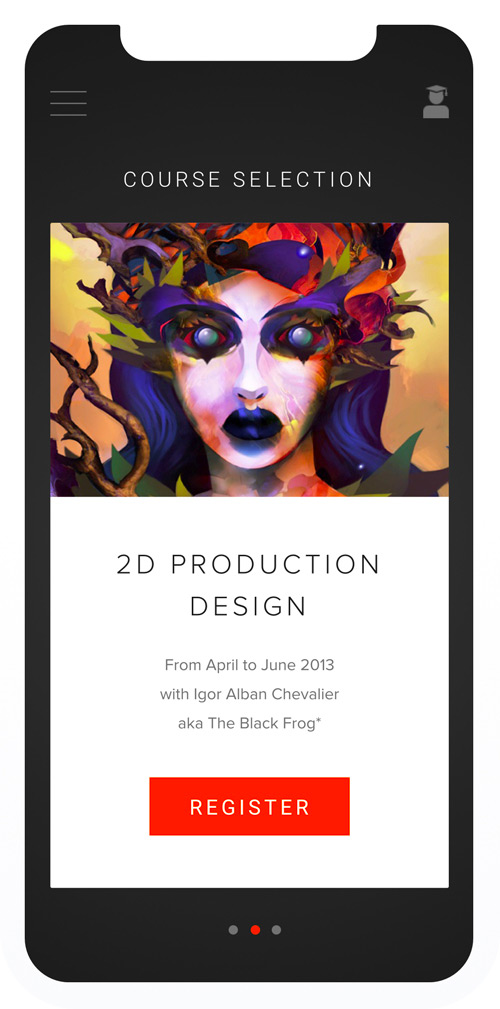 COURSE SELECTION
2D PRODUCTION
DESIGN
From April to June 2013
with Igor Alban Chevalier
aka The Black Frog*
REGISTER